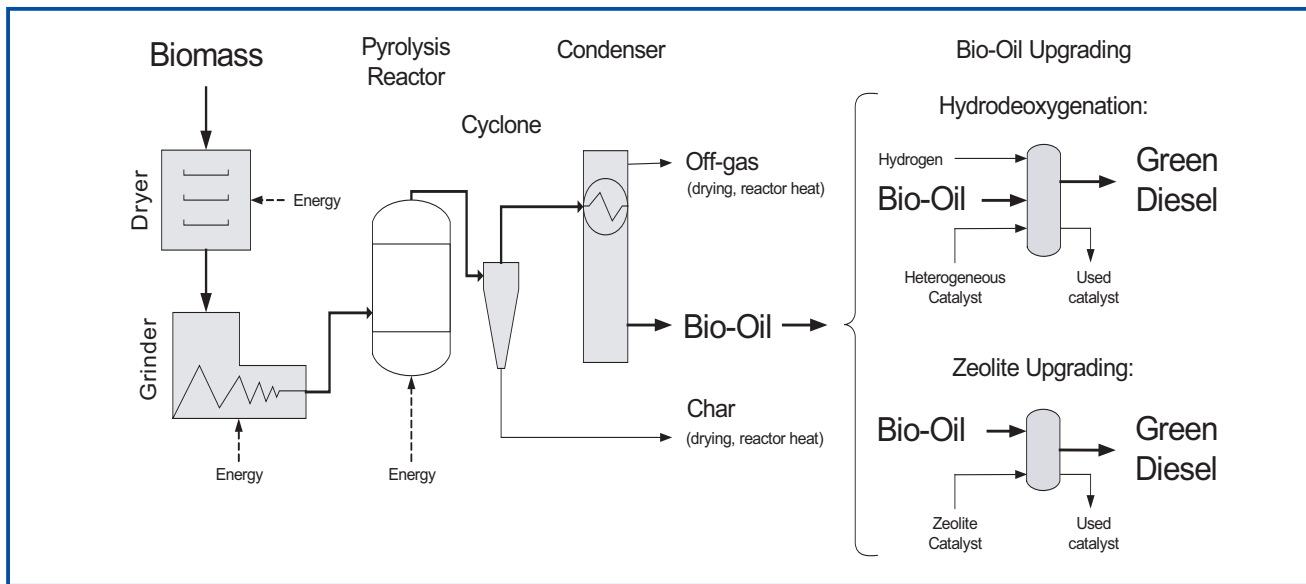 Biomass
Pyrolysis
Reactor
Condenser
Bio-Oil Upgrading
Hydrodeoxygenation:
Cyclone
Dryer
Energy
Off-gas
(drying, reactor heat)
Hydrogen
Bio-Oil
Green
Diesel
Heterogeneous
Catalyst
Used
catalyst
Grinder
Energy
Energy
Bio-Oil
Char
(drying, reactor heat)
Zeolite Upgrading:
Bio-Oil
Green
Diesel
Zeolite
Catalyst
Used
catalyst